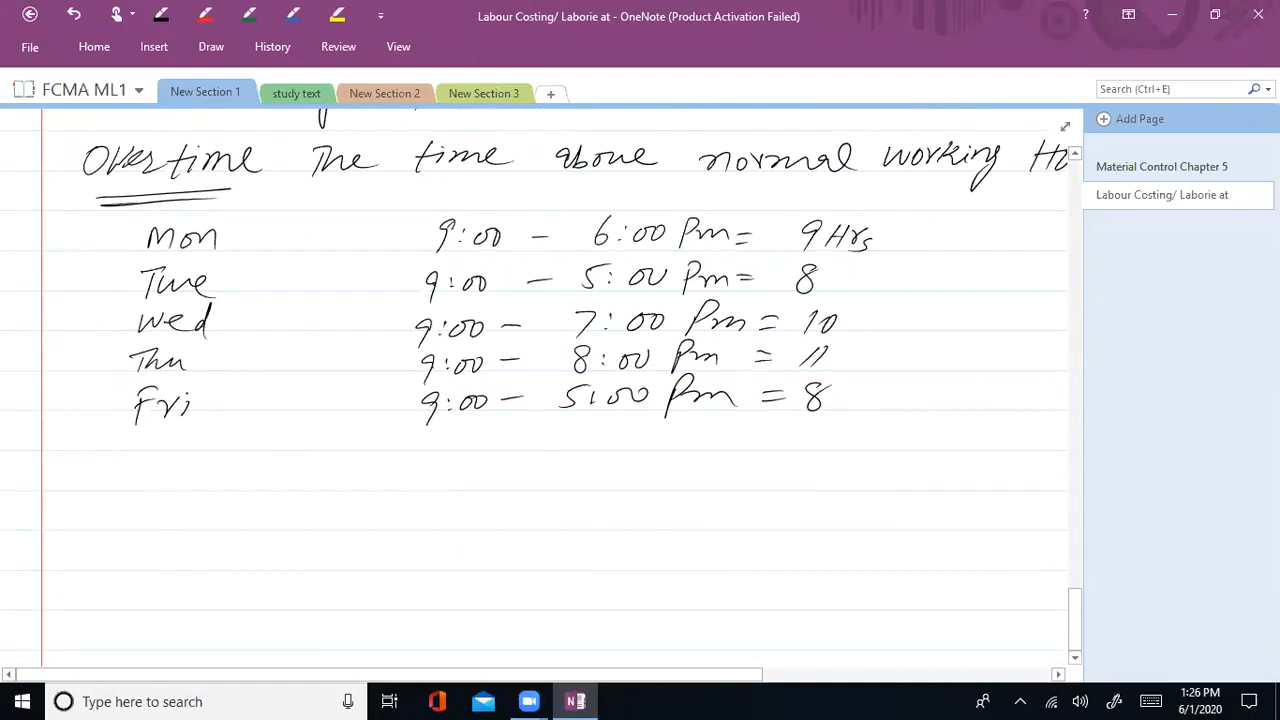 Labour Costing/ Laborie at - OneNote (Product Activation Failed)
File Home Insert Draw History Review View
FCMA ML1 New Section 1 study text New Section 2 New Section 3
Search (Ctrl+E)
Add Page
Material Control Chapter 5
Labour Costing/ Laborie at
Overtime The time above normal working Ho
Mon 9:00 - 6:00 Pm = 9 Hrs
Tue 9:00 - 5:00 Pm = 8
Wed 9:00 - 7:00 Pm = 10
Thu 9:00 - 8:00 Pm = 11
Fri 9:00 - 5:00 Pm = 8
Type here to search
1:26 PM
6/1/2020